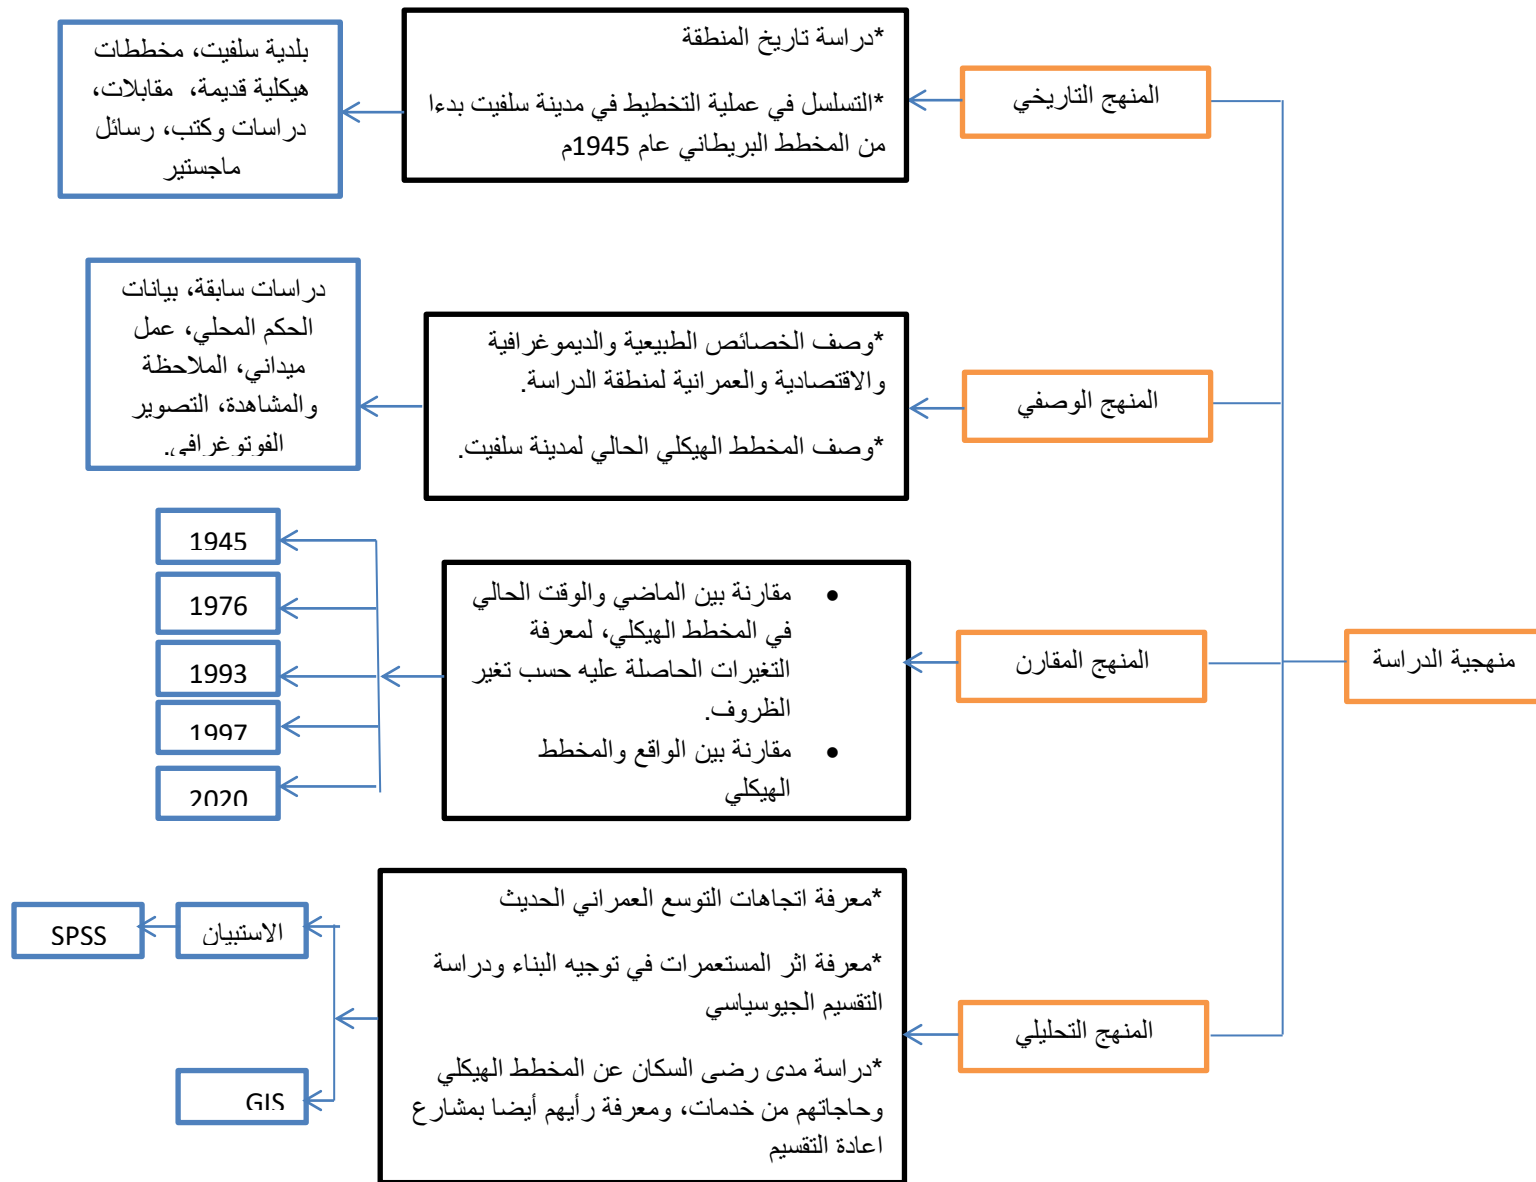 منهجية الدراسة
المنهج التاريخي
*دراسة تاريخ المنطقة
*التسلسل في عملية التخطيط في مدينة سلفيت بدءا
من المخطط البريطاني عام 1945م
بلدية سلفيت، مخططات
هيكلية قديمة، مقابلات،
دراسات وكتب، رسائل
ماجستير
المنهج الوصفي
*وصف الخصائص الطبيعية والديموغرافية
والاقتصادية والعمرانية لمنطقة الدراسة.
*وصف المخطط الهيكلي الحالي لمدينة سلفيت.
دراسات سابقة، بيانات
الحكم المحلي، عمل
ميداني، الملاحظة
والمشاهدة، التصوير
الفوتوغرافي.
المنهج المقارن
• مقارنة بين الماضي والوقت الحالي
في المخطط الهيكلي، لمعرفة
التغيرات الحاصلة عليه حسب تغير
الظروف.
• مقارنة بين الواقع والمخطط
الهيكلي
1945
1976
1993
1997
2020
المنهج التحليلي
*معرفة اتجاهات التوسع العمراني الحديث
*معرفة اثر المستعمرات في توجيه البناء ودراسة
التقسيم الجيوسياسي
*دراسة مدى رضى السكان عن المخطط الهيكلي
وحاجاتهم من خدمات، ومعرفة رأيهم أيضا بمشارع
اعادة التقسيم
الاستبيان
SPSS
GIS